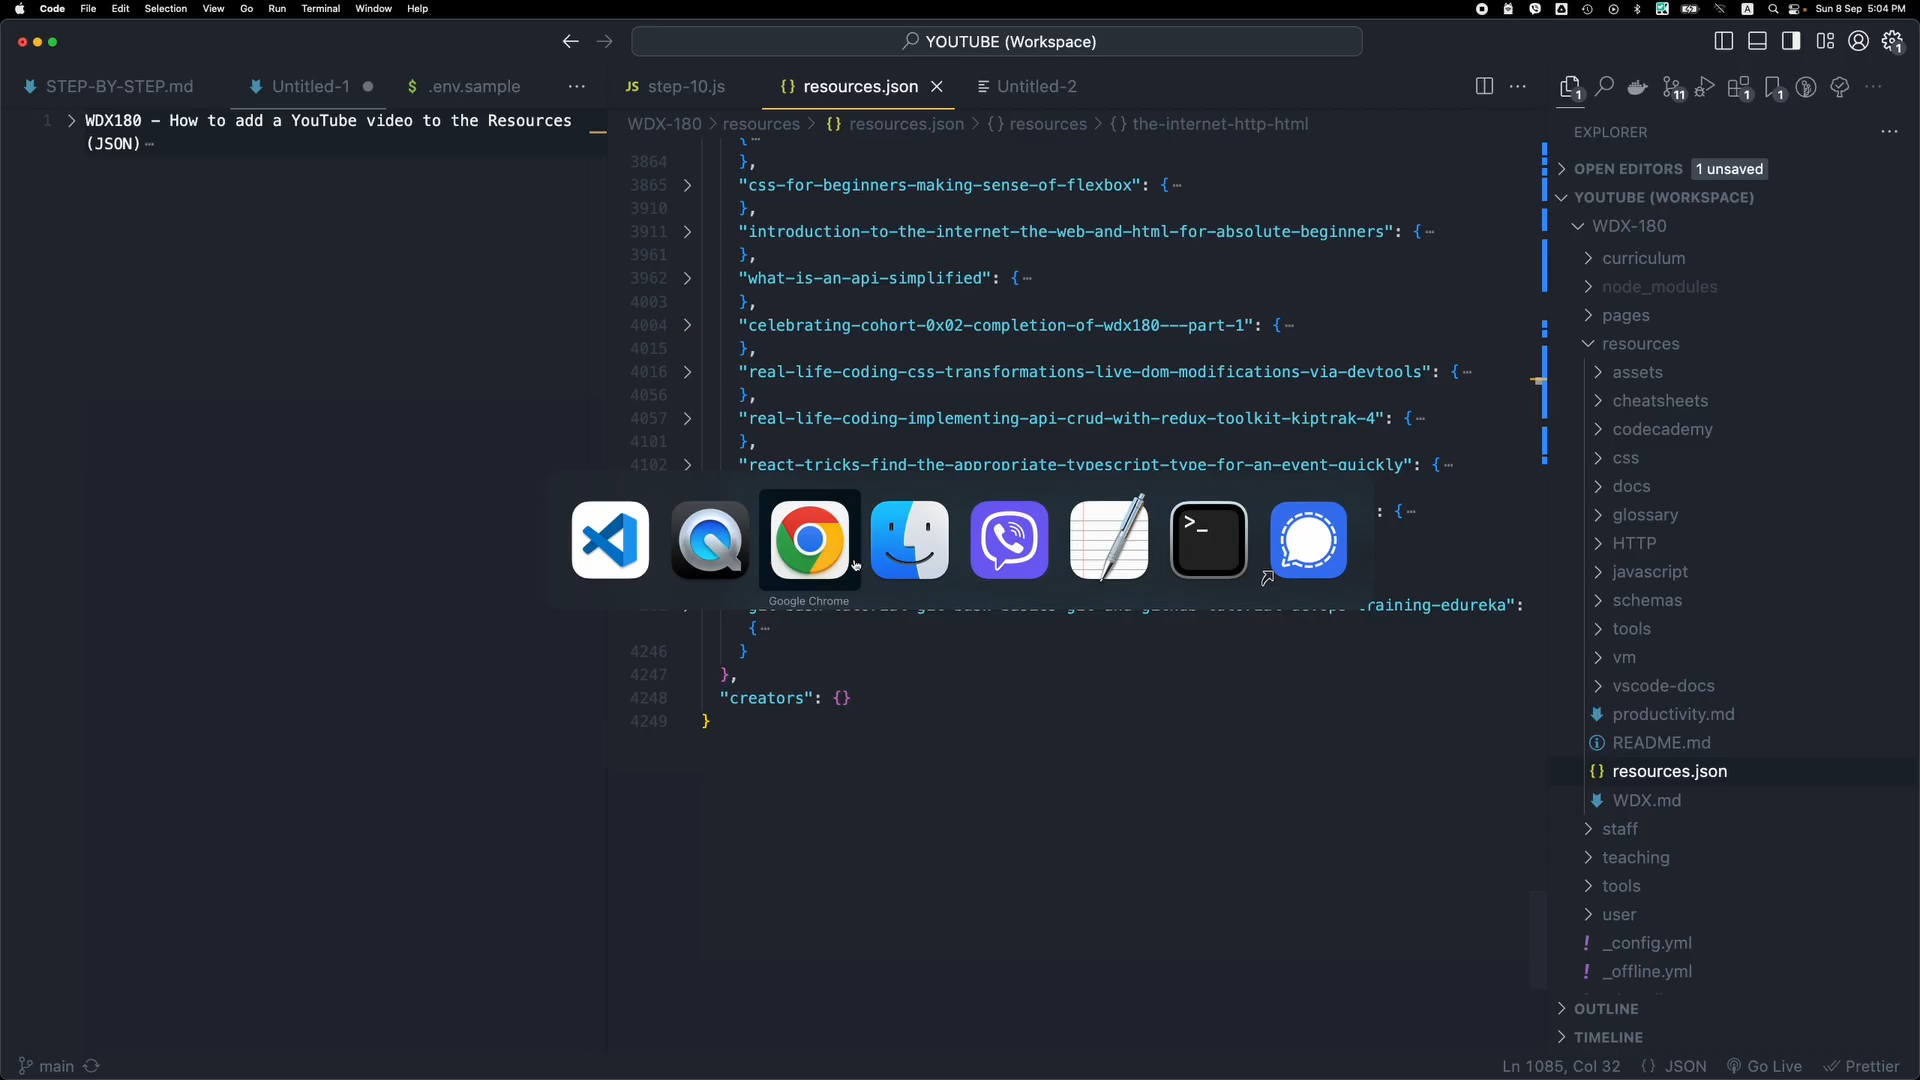 Code File Edit Selection View Go Run Terminal Window Help
A Sun 8 Sep 5:04 PM
YOUTUBE (Workspace)
1
STEP-BY-STEP.md Untitled-1 $ .env.sample ···
1 WDX180 – How to add a YouTube video to the Resources
(JSON) ···
JS step-10.js {} resources.json Untitled-2 ···
WDX-180 > resources > {} resources.json > {} resources > {} the-internet-http-html
{···
3864 },
3865 "css-for-beginners-making-sense-of-flexbox": {···
3910 },
3911 "introduction-to-the-internet-the-web-and-html-for-absolute-beginners": {···
3961 },
3962 "what-is-an-api-simplified": {···
4003 },
4004 "celebrating-cohort-0x02-completion-of-wdx180---part-1": {···
4015 },
4016 "real-life-coding-css-transformations-live-dom-modifications-via-devtools": {···
4056 },
4057 "real-life-coding-implementing-api-crud-with-redux-toolkit-kiptrak-4": {···
4101 },
4102 "react-tricks-find-the-appropriate-typescript-type-for-an-event-quickly": {···
: {···
>_
Google Chrome
training-edureka":
{···
4246 }
4247 },
4248 "creators": {}
4249 }
1 11 1 1 ···
EXPLORER ···
OPEN EDITORS 1 unsaved
YOUTUBE (WORKSPACE)
WDX-180
curriculum
node_modules
pages
resources
assets
cheatsheets
codecademy
css
docs
glossary
HTTP
javascript
schemas
tools
vm
vscode-docs
productivity.md
README.md
{} resources.json
WDX.md
staff
teaching
tools
user
! _config.yml
! _offline.yml
OUTLINE
TIMELINE
main
Ln 1085, Col 32 {} JSON Go Live Prettier